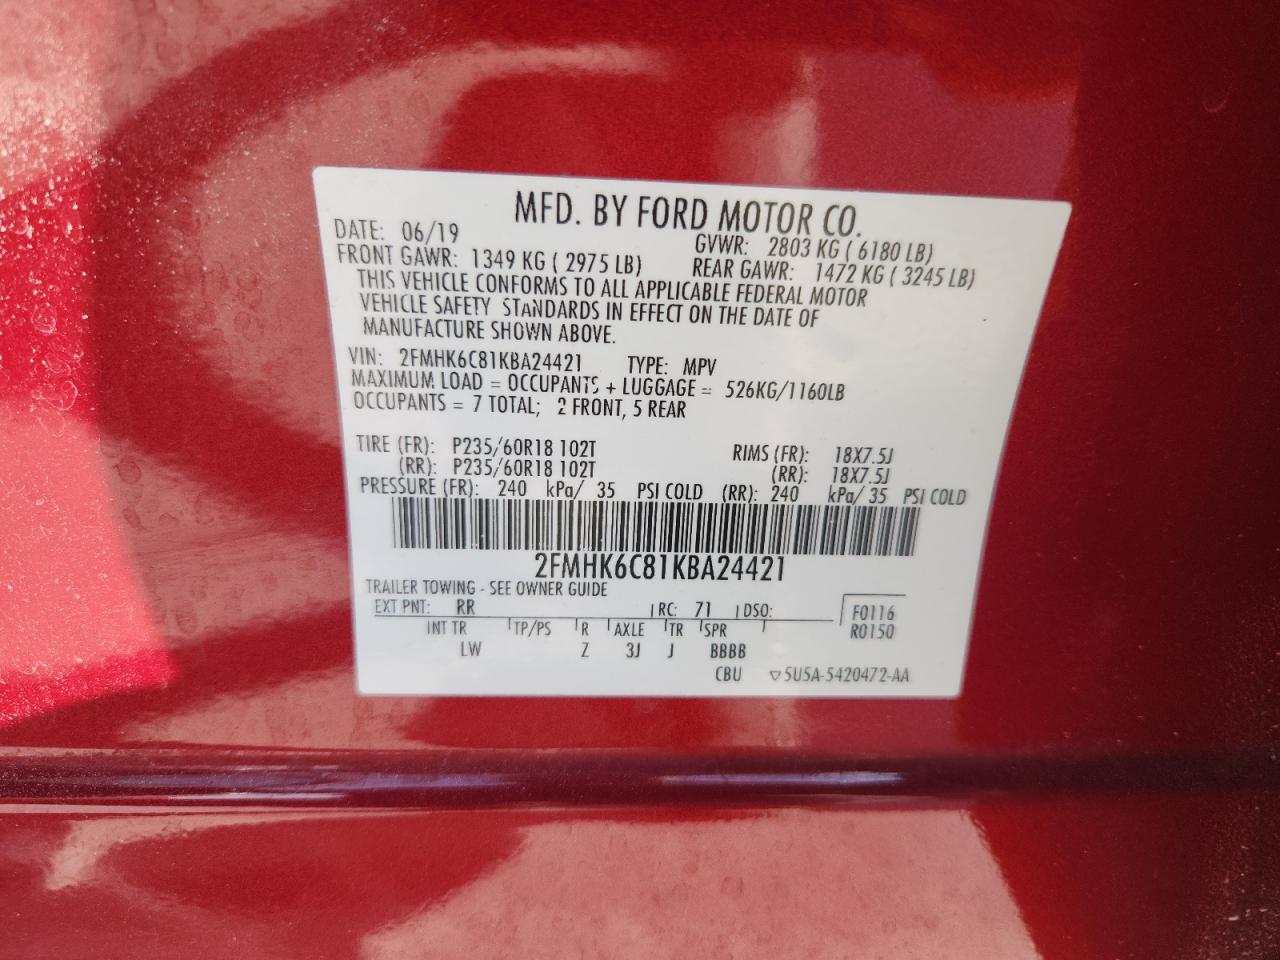 MFD. BY FORD MOTOR CO.
DATE: 06/19 GVWR: 2803 KG ( 6180 LB)
FRONT GAWR: 1349 KG ( 2975 LB) REAR GAWR: 1472 KG ( 3245 LB)
THIS VEHICLE CONFORMS TO ALL APPLICABLE FEDERAL MOTOR
VEHICLE SAFETY STANDARDS IN EFFECT ON THE DATE OF
MANUFACTURE SHOWN ABOVE.
VIN: 2FMHK6C81KBA24421 TYPE: MPV
MAXIMUM LOAD = OCCUPANTS + LUGGAGE = 526KG/1160LB
OCCUPANTS = 7 TOTAL; 2 FRONT, 5 REAR
TIRE (FR): P235/60R18 102T RIMS (FR): 18X7.5J
(RR): P235/60R18 102T (RR): 18X7.5J
PRESSURE (FR): 240 kPa/ 35 PSI COLD (RR): 240 kPa/ 35 PSI COLD
2FMHK6C81KBA24421
TRAILER TOWING - SEE OWNER GUIDE
EXT PNT: RR RC: 71 DSO: F0116
INT TR TP/PS R AXLE TR SPR R0150
LW Z 3J J BBBB
CBU ▽5U5A-5420472-AA